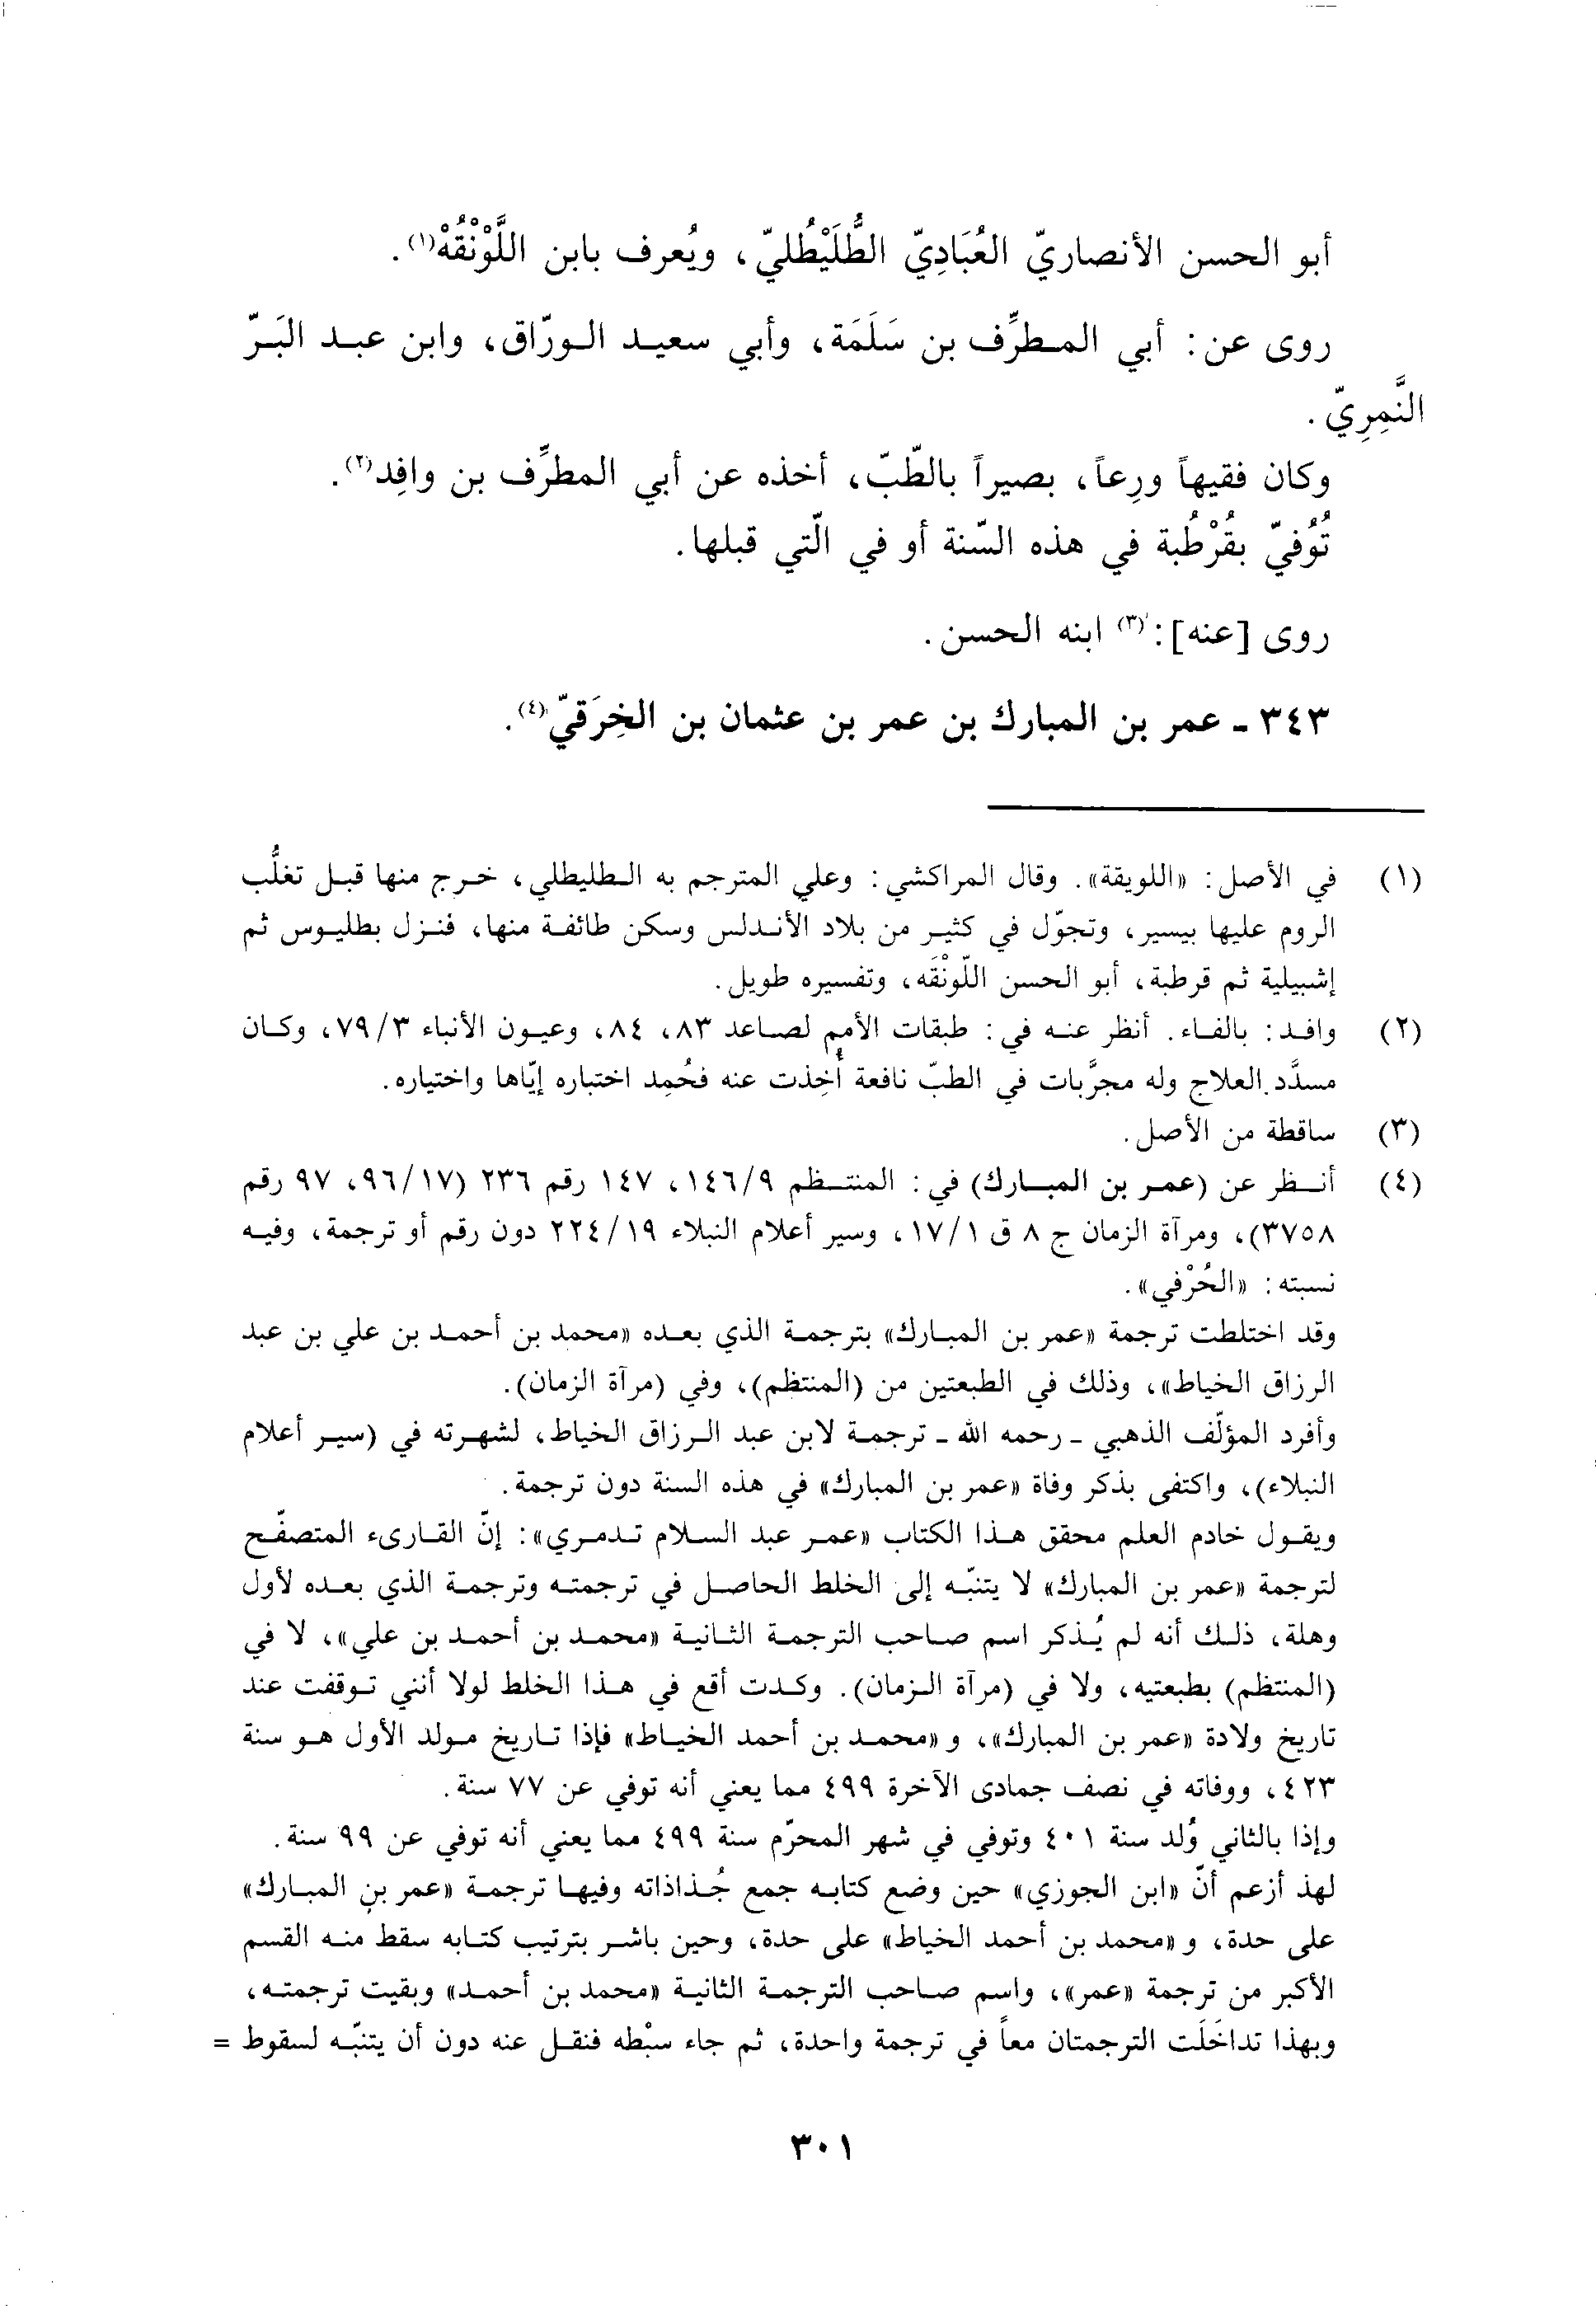 أبو الحسن الأنصاريّ العُبَادِيّ الطُّلَيْطُليّ، ويُعرف بابن اللَّوْنْقُهْ(١).
روى عن: أبي المطرِّف بن سَلَمَة، وأبي سعيد الورّاق، وابن عبد البَرّ
النَّمِرِيّ.
وكان فقيهاً ورِعاً، بصيراً بالطّبّ، أخذه عن أبي المطرِّف بن وافِد(٢).
تُوُفيّ بقُرْطُبة في هذه السّنة أو في الّتي قبلها.
روى [عنه]:(٣) ابنه الحسن.
٣٤٣ - عمر بن المبارك بن عمر بن عثمان بن الخِرَقيّ(٤).
(١) في الأصل: «اللويقة». وقال المراكشي: وعلي المترجم به الطليطلي، خرج منها قبل تغلُّب
الروم عليها بيسير، وتجوّل في كثير من بلاد الأندلس وسكن طائفة منها، فنزل بطليوس ثم
إشبيلية ثم قرطبة، أبو الحسن اللّونْقَه، وتفسيره طويل.
(٢) وافد: بالفاء. أنظر عنه في: طبقات الأمم لصاعد ٨٣، ٨٤، وعيون الأنباء ٧٩/٣، وكان
مسدَّد العلاج وله مجرَّبات في الطبّ نافعة أُخِذت عنه فحُمِد اختباره إيّاها واختياره.
(٣) ساقطة من الأصل.
(٤) أنظر عن (عمر بن المبارك) في: المنتظم ١٤٦/٩، ١٤٧ رقم ٢٣٦ (٩٦/١٧، ٩٧ رقم
٣٧٥٨)، ومرآة الزمان ج ٨ ق ١٧/١، وسير أعلام النبلاء ٢٢٤/١٩ دون رقم أو ترجمة، وفيه
نسبته: «الحُرْفي».
وقد اختلطت ترجمة «عمر بن المبارك» بترجمة الذي بعده «محمد بن أحمد بن علي بن عبد
الرزاق الخياط»، وذلك في الطبعتين من (المنتظم)، وفي (مرآة الزمان).
وأفرد المؤلّف الذهبي - رحمه الله - ترجمة لابن عبد الرزاق الخياط، لشهرته في (سير أعلام
النبلاء)، واكتفى بذكر وفاة «عمر بن المبارك» في هذه السنة دون ترجمة.
ويقول خادم العلم محقق هذا الكتاب «عمر عبد السلام تدمري»: إنّ القارىء المتصفّح
لترجمة «عمر بن المبارك» لا يتنبّه إلى الخلط الحاصل في ترجمته وترجمة الذي بعده لأول
وهلة، ذلك أنه لم يُذكر اسم صاحب الترجمة الثانية «محمد بن أحمد بن علي»، لا في
(المنتظم) بطبعتيه، ولا في (مرآة الزمان). وكدت أقع في هذا الخلط لولا أنني توقفت عند
تاريخ ولادة «عمر بن المبارك»، و «محمد بن أحمد الخياط» فإذا تاريخ مولد الأول هو سنة
٤٢٣، ووفاته في نصف جمادى الآخرة ٤٩٩ مما يعني أنه توفي عن ٧٧ سنة.
وإذا بالثاني وُلد سنة ٤٠١ وتوفي في شهر المحرّم سنة ٤٩٩ مما يعني أنه توفي عن ٩٩ سنة.
لهذ أزعم أنّ «ابن الجوزي» حين وضع كتابه جمع جُذاذاته وفيها ترجمة «عمر بن المبارك»
على حدة، و «محمد بن أحمد الخياط» على حدة، وحين باشر بترتيب كتابه سقط منه القسم
الأكبر من ترجمة «عمر»، واسم صاحب الترجمة الثانية «محمد بن أحمد» وبقيت ترجمته،
وبهذا تداخَلَت الترجمتان معاً في ترجمة واحدة، ثم جاء سبْطه فنقل عنه دون أن يتنبّه لسقوط =
٣٠١